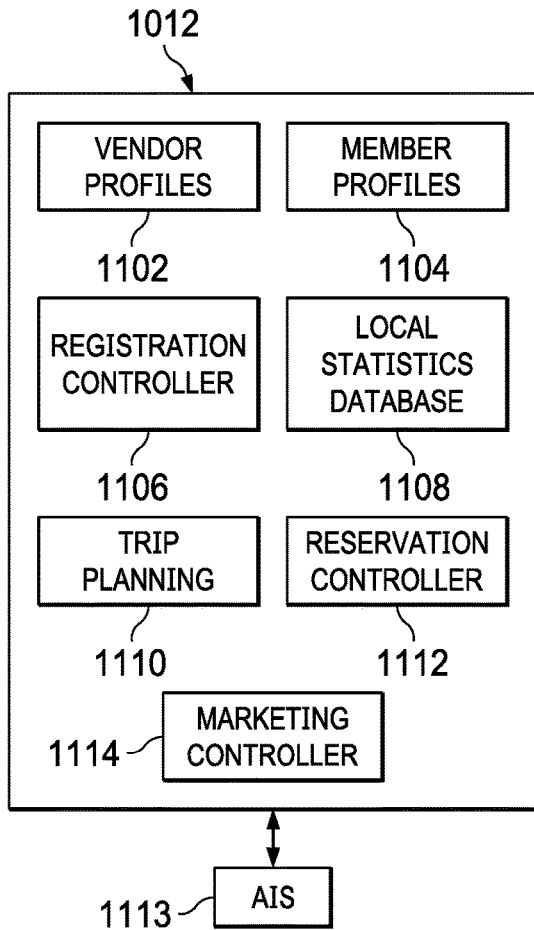 1012
VENDOR
PROFILES
1102
MEMBER
PROFILES
1104
REGISTRATION
CONTROLLER
1106
LOCAL
STATISTICS
DATABASE
1108
TRIP
PLANNING
1110
RESERVATION
CONTROLLER
1112
MARKETING
CONTROLLER
1114
AIS
1113